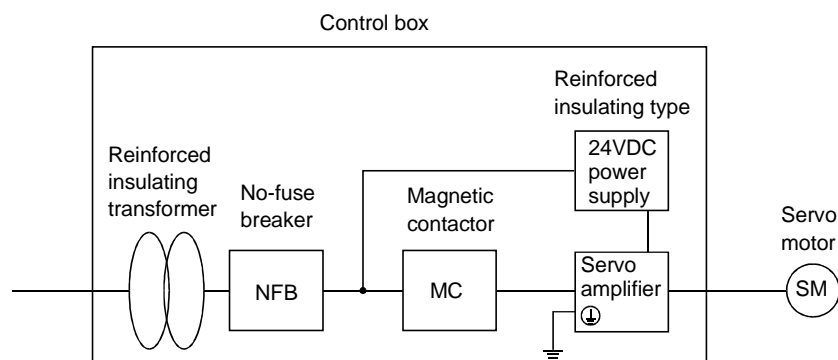 Control box
Reinforced
insulating type
24VDC
power
supply
Reinforced
insulating
transformer
No-fuse
breaker
Magnetic
contactor
Servo
motor
NFB
MC
Servo
amplifier
SM